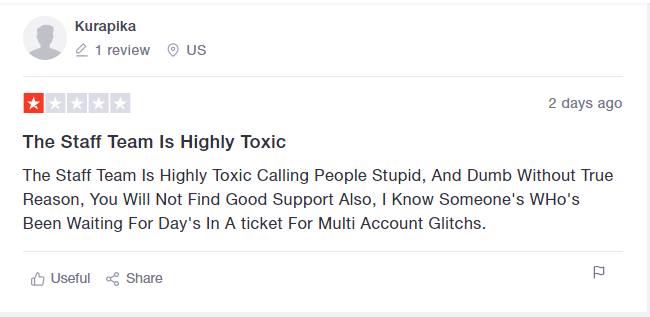 Kurapika
1 review US
2 days ago
The Staff Team Is Highly Toxic
The Staff Team Is Highly Toxic Calling People Stupid, And Dumb Without True
Reason, You Will Not Find Good Support Also, I Know Someone's WHo's
Been Waiting For Day's In A ticket For Multi Account Glitchs.
Useful Share